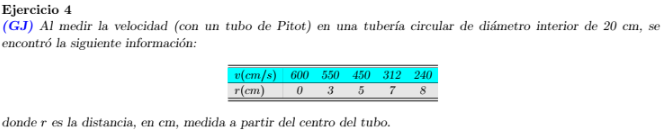 Ejercicio 4
(GJ) Al medir la velocidad (con un tubo de Pitot) en una tubería circular de diámetro interior de 20 cm, se
encontró la siguiente información:
v(cm/s) 600 550 450 312 240
r(cm) 0 3 5 7 8
donde r es la distancia, en cm, medida a partir del centro del tubo.